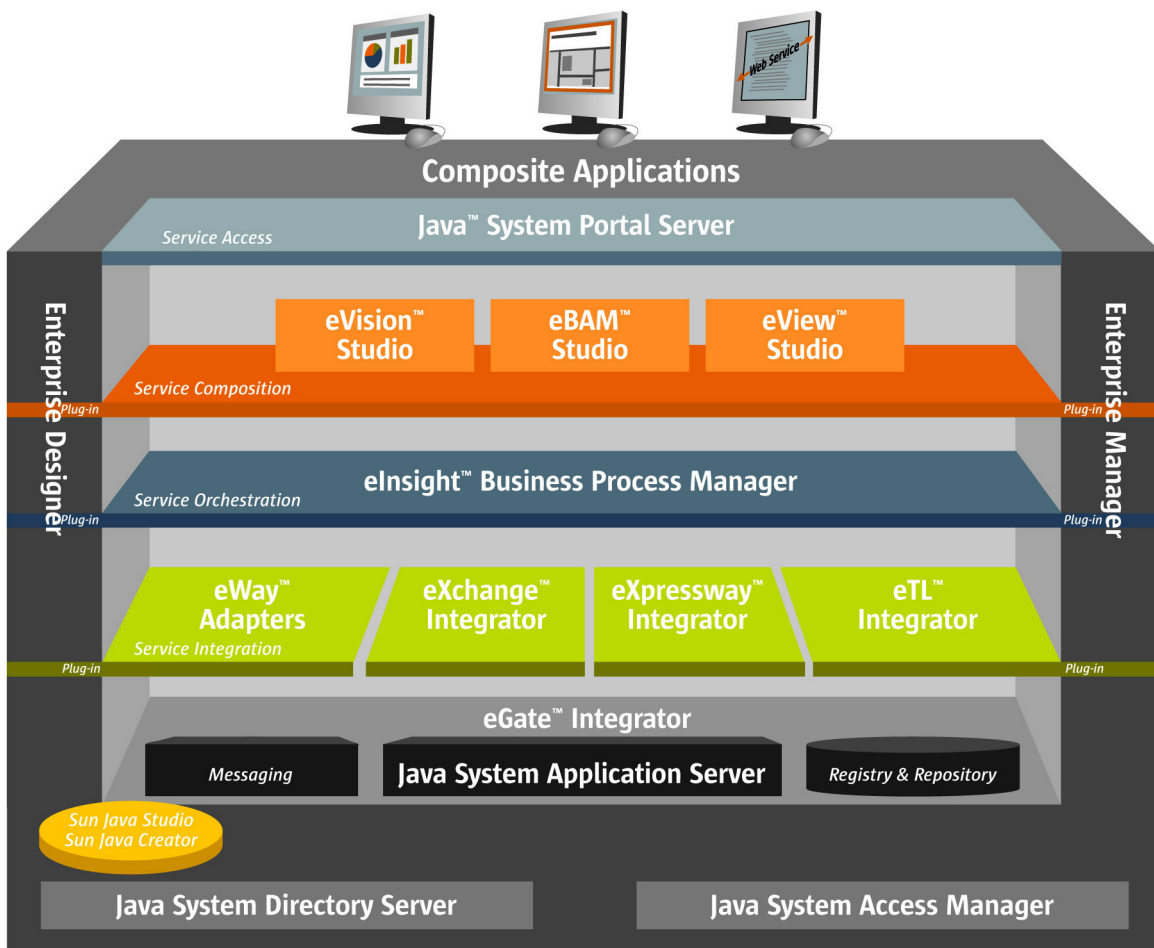 Web Service
Composite Applications
Java™ System Portal Server
Service Access
eVision™
Studio
eBAM™
Studio
eView™
Studio
Service Composition
Plug-in
Plug-in
Enterprise Designer
Enterprise Manager
eInsight™ Business Process Manager
Service Orchestration
Plug-in
Plug-in
eWay™
Adapters
eXchange™
Integrator
eXpressway™
Integrator
eTL™
Integrator
Service Integration
Plug-in
Plug-in
eGate™ Integrator
Messaging
Java System Application Server
Registry & Repository
Sun Java Studio
Sun Java Creator
Java System Directory Server
Java System Access Manager